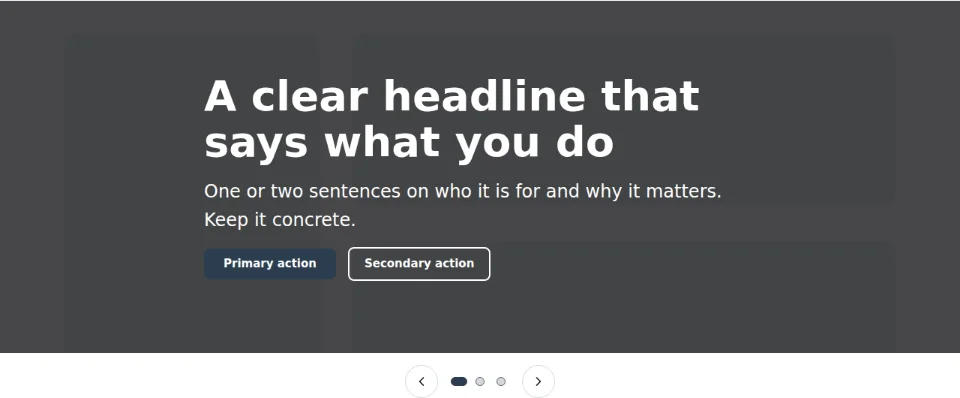 A clear headline that
says what you do
One or two sentences on who it is for and why it matters.
Keep it concrete.
Primary action
Secondary action